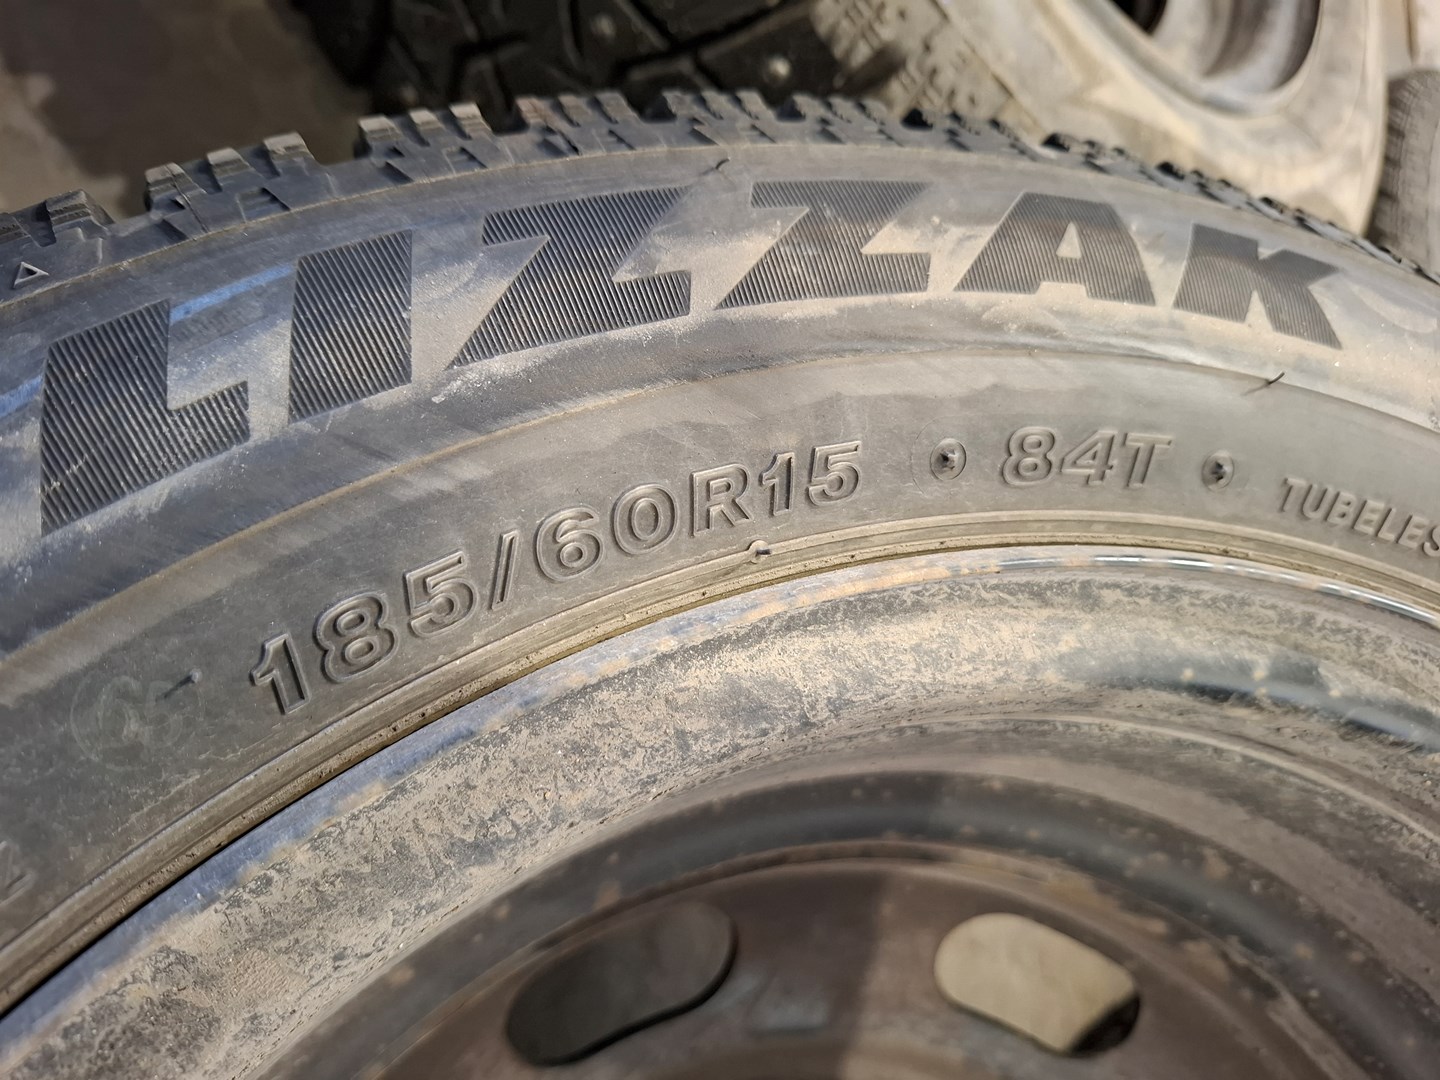 LIZZAK
185/60R15 • 84T • TUBELES